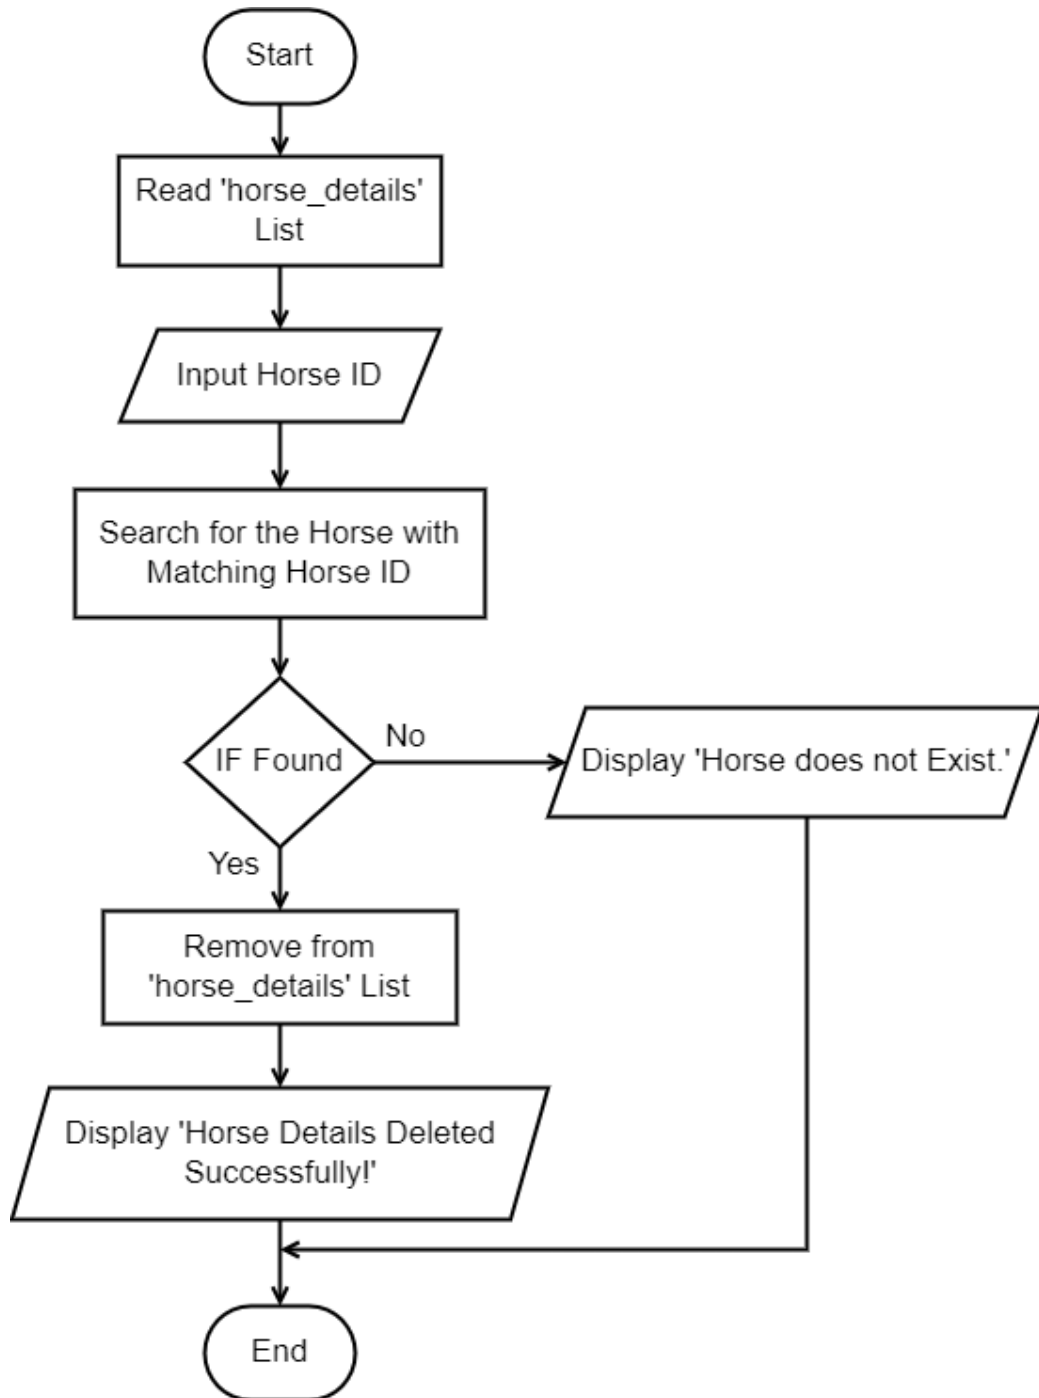 Start
Read 'horse_details'
List
Input Horse ID
Search for the Horse with
Matching Horse ID
IF Found
No
Display 'Horse does not Exist.'
Yes
Remove from
'horse_details' List
Display 'Horse Details Deleted
Successfully!'
End